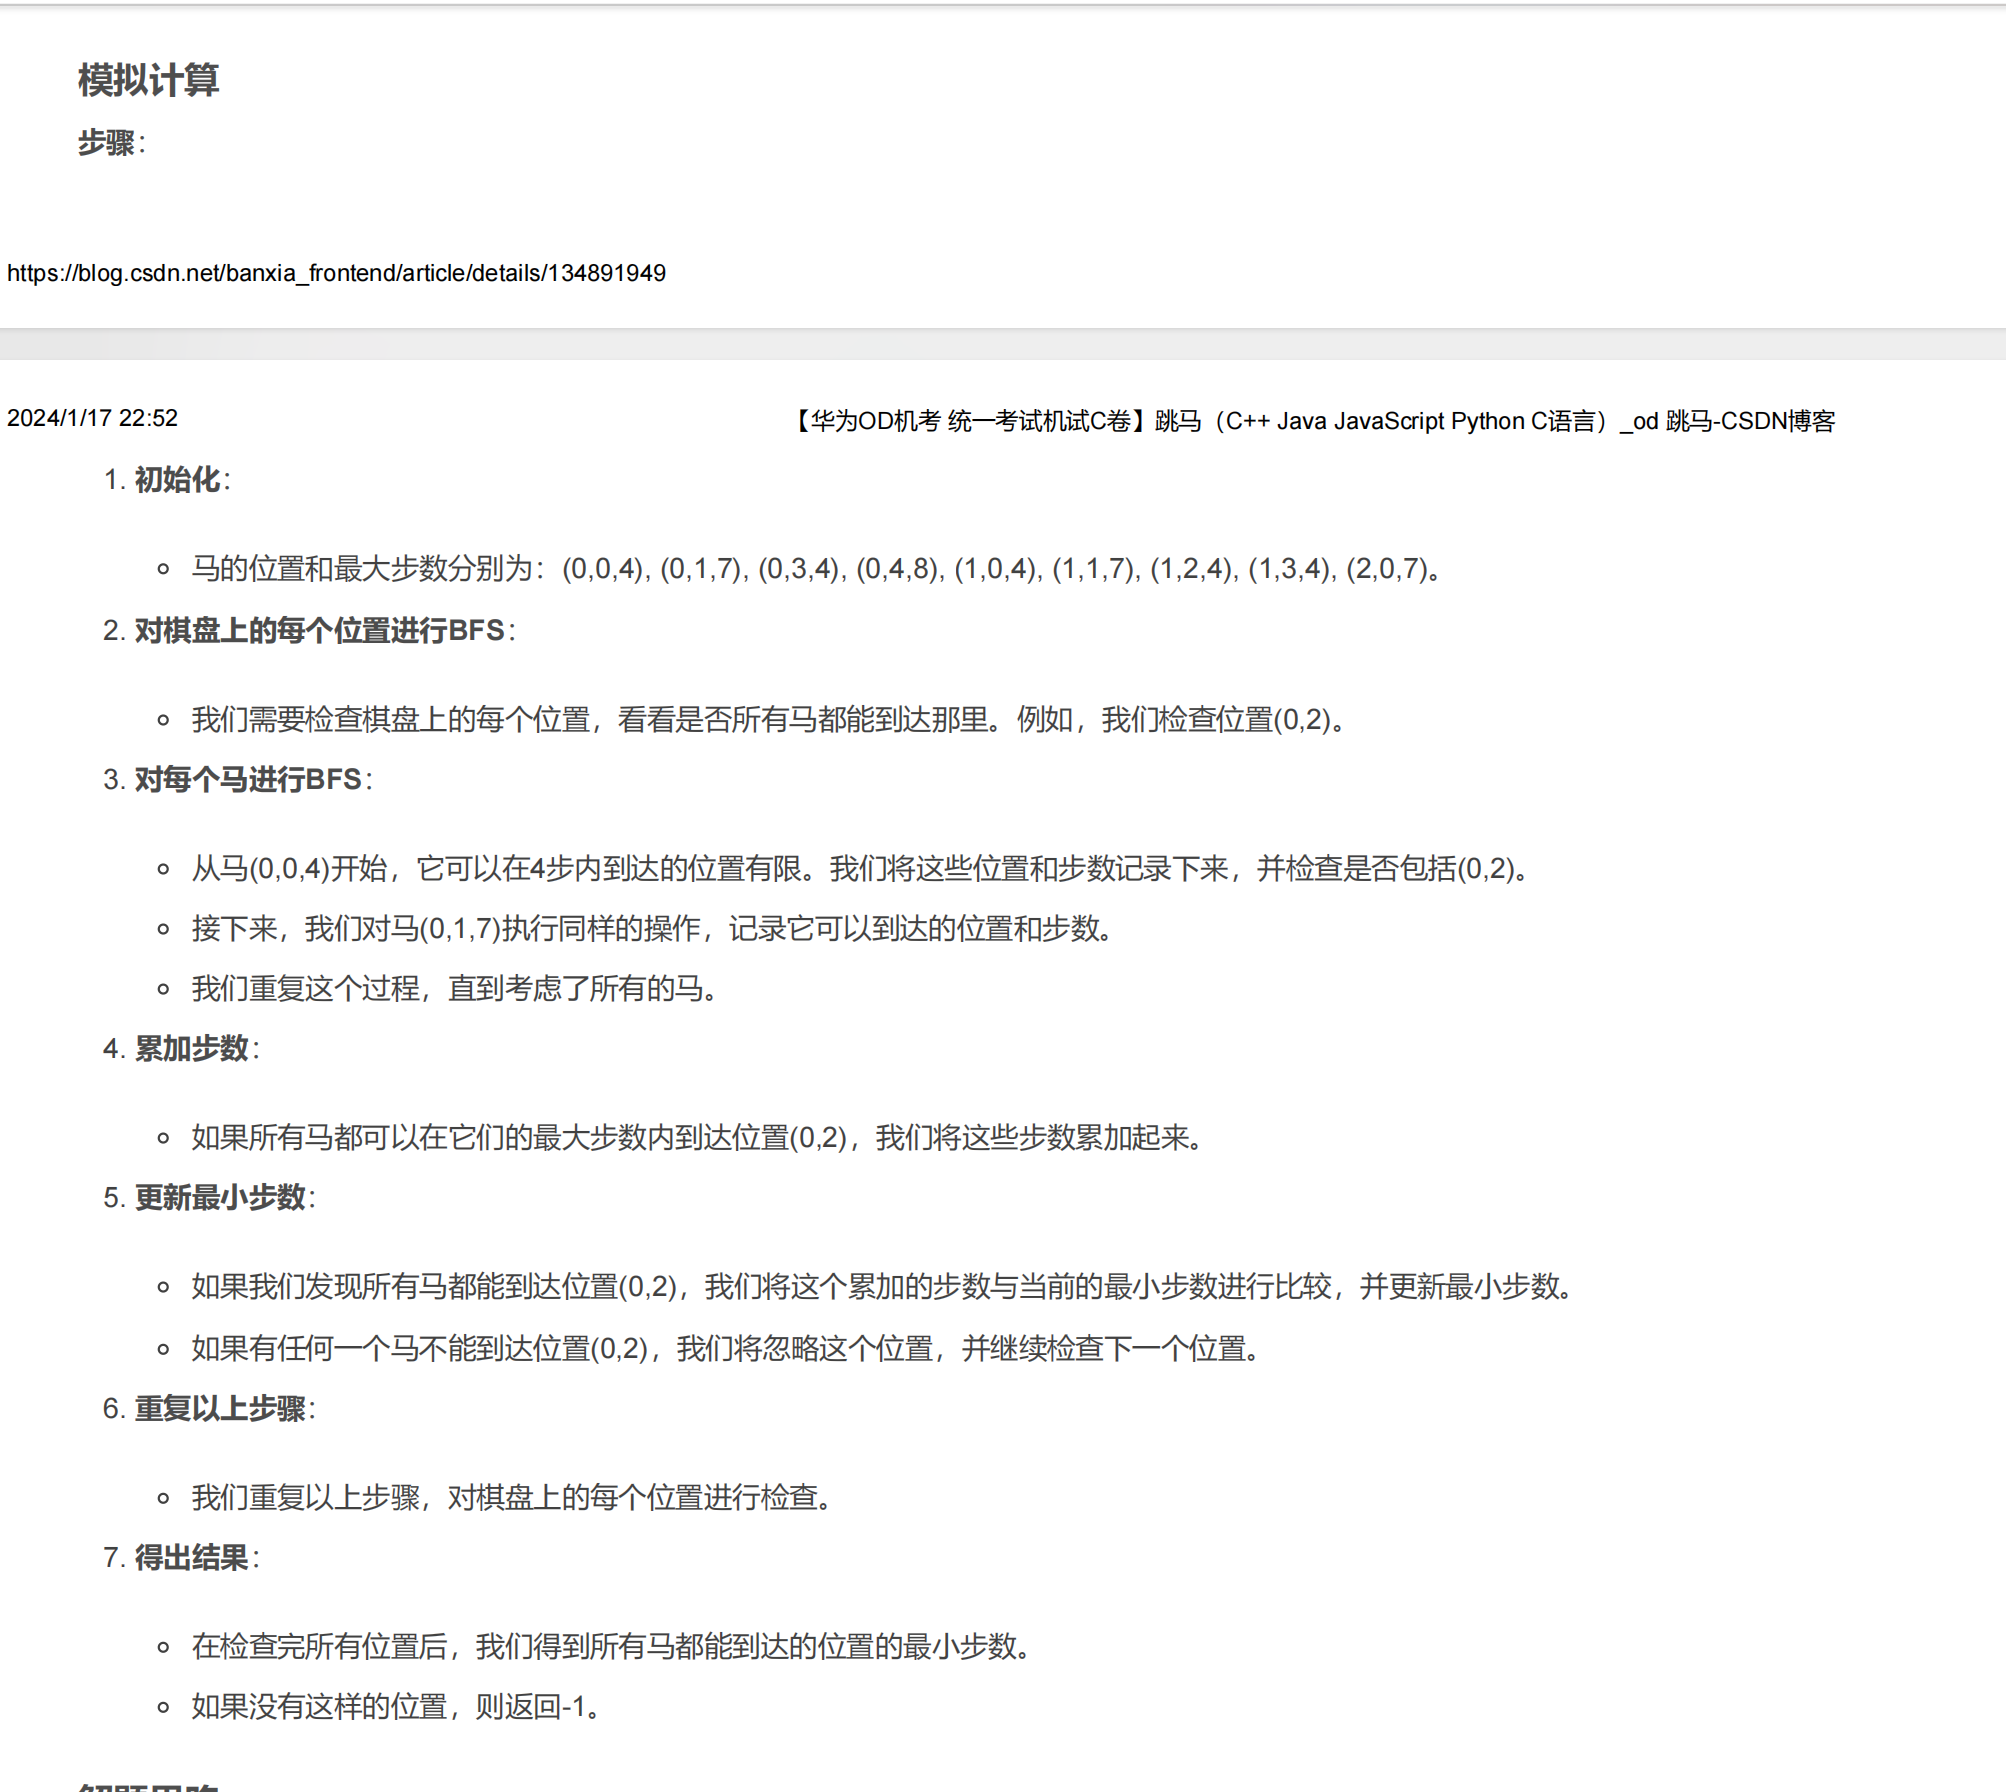 模拟计算
步骤：
https://blog.csdn.net/banxia_frontend/article/details/134891949
2024/1/17 22:52
【华为OD机考 统一考试机试C卷】跳马（C++ Java JavaScript Python C语言）_od 跳马-CSDN博客
1. 初始化：
马的位置和最大步数分别为：(0,0,4), (0,1,7), (0,3,4), (0,4,8), (1,0,4), (1,1,7), (1,2,4), (1,3,4), (2,0,7)。
2. 对棋盘上的每个位置进行BFS：
我们需要检查棋盘上的每个位置，看看是否所有马都能到达那里。例如，我们检查位置(0,2)。
3. 对每个马进行BFS：
从马(0,0,4)开始，它可以在4步内到达的位置有限。我们将这些位置和步数记录下来，并检查是否包括(0,2)。
接下来，我们对马(0,1,7)执行同样的操作，记录它可以到达的位置和步数。
我们重复这个过程，直到考虑了所有的马。
4. 累加步数：
如果所有马都可以在它们的最大步数内到达位置(0,2)，我们将这些步数累加起来。
5. 更新最小步数：
如果我们发现所有马都能到达位置(0,2)，我们将这个累加的步数与当前的最小步数进行比较，并更新最小步数。
如果有任何一个马不能到达位置(0,2)，我们将忽略这个位置，并继续检查下一个位置。
6. 重复以上步骤：
我们重复以上步骤，对棋盘上的每个位置进行检查。
7. 得出结果：
在检查完所有位置后，我们得到所有马都能到达的位置的最小步数。
如果没有这样的位置，则返回-1。